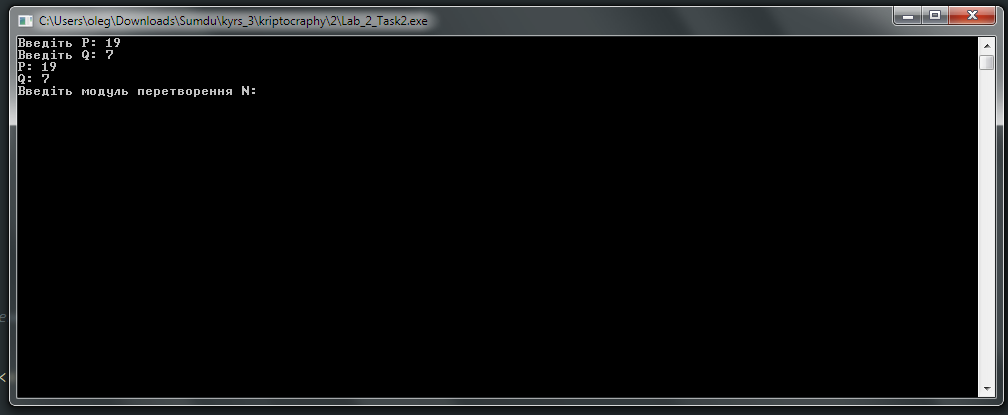 C:\Users\oleg\Downloads\Sumdu\kyrs_3\kriptocraphy\2\Lab_2_Task2.exe
Введіть P: 19
Введіть Q: 7
P: 19
Q: 7
Введіть модуль перетворення N: